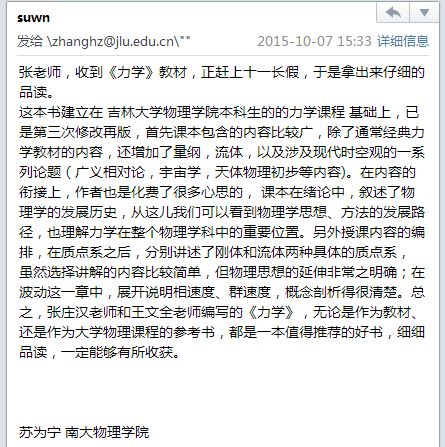 suwn
发给 \zhanghz@jlu.edu.cn\"" 2015-10-07 15:33 详细信息
张老师，收到《力学》教材，正赶上十一长假，于是拿出来仔细的
品读。
这本书建立在 吉林大学物理学院本科生的的力学课程 基础上，已
是第三次修改再版，首先课本包含的内容比较广，除了通常经典力
学教材的内容，还增加了量纲，流体，以及涉及现代时空观的一系
列论题（广义相对论，宇宙学，天体物理初步等内容)。在内容的
衔接上，作者也是化费了很多心思的， 课本在绪论中，叙述了物
理学的发展历史，从这儿我们可以看到物理学思想、方法的发展路
径，也理解力学在整个物理学科中的重要位置。另外授课内容的编
排，在质点系之后，分别讲述了刚体和流体两种具体的质点系，
虽然选择讲解的内容比较简单，但物理思想的延伸非常之明确；在
波动这一章中，展开说明相速度、群速度，概念剖析得很清楚。总
之，张庄汉老师和王文全老师编写的《力学》，无论是作为教材、
还是作为大学物理课程的参考书，都是一本值得推荐的好书，细细
品读，一定能够有所收获。
苏为宁 南大物理学院